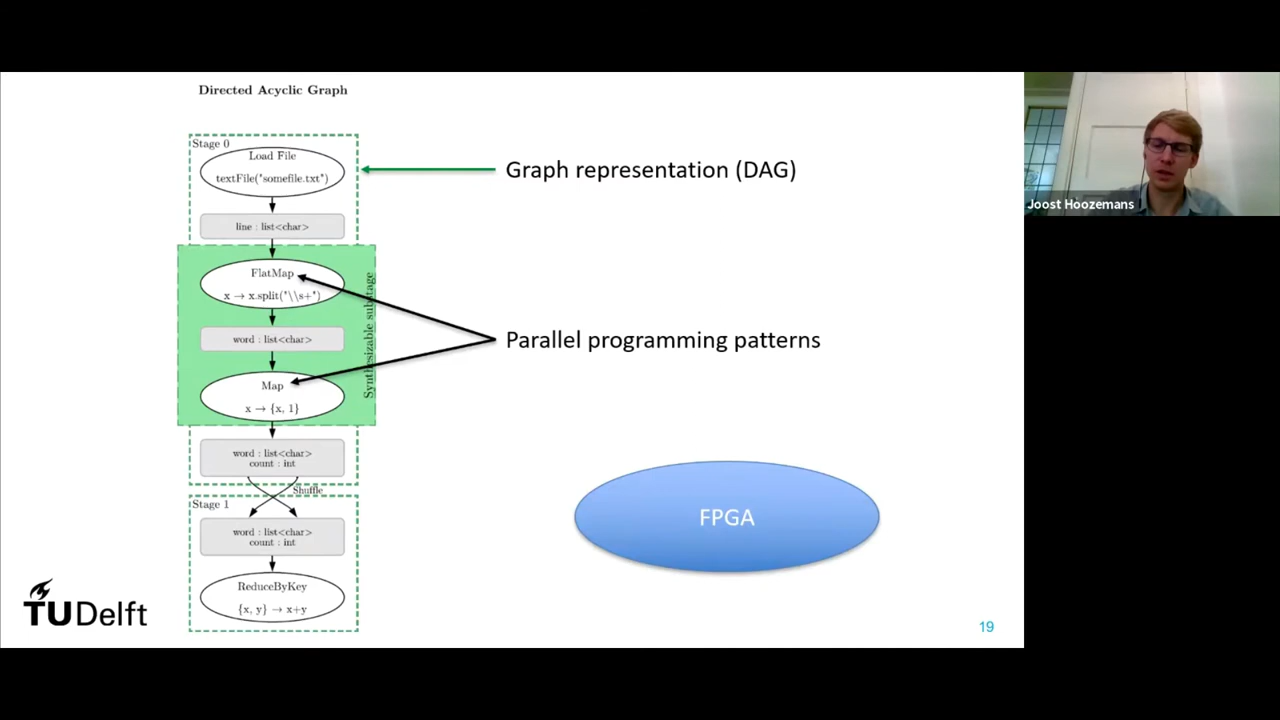 Directed Acyclic Graph
Stage 0
Load File
textFile("somefile.txt")
line : list<char>
FlatMap
x → x.split("\\s+")
word : list<char>
Map
x → {x, 1}
Synthesizable substage
word : list<char>
count : int
Shuffle
Stage 1
word : list<char>
count : int
ReduceByKey
{x, y} → x+y
Graph representation (DAG)
Parallel programming patterns
FPGA
TUDelft
19
Joost Hoozemans